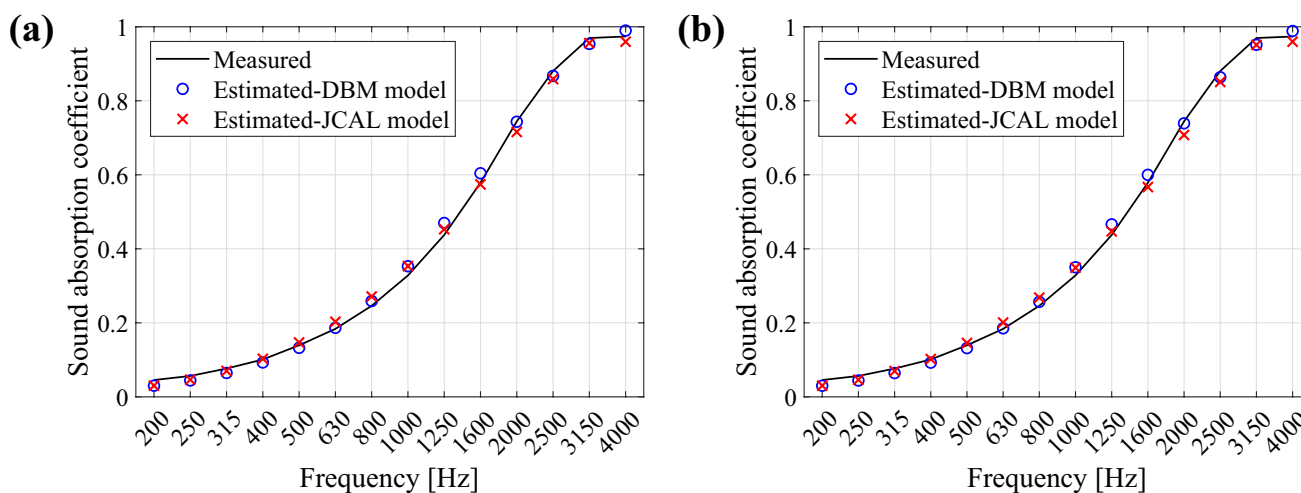 (a)
Sound absorption coefficient
1
0.8
0.6
0.4
0.2
0
Measured
Estimated-DBM model
Estimated-JCAL model
200 250 315 400 500 630 800 1000 1250 1600 2000 2500 3150 4000
Frequency [Hz]
(b)
Sound absorption coefficient
1
0.8
0.6
0.4
0.2
0
Measured
Estimated-DBM model
Estimated-JCAL model
200 250 315 400 500 630 800 1000 1250 1600 2000 2500 3150 4000
Frequency [Hz]